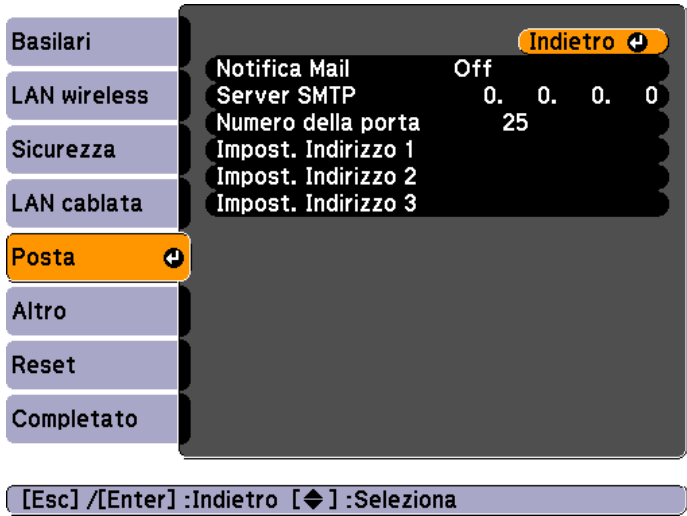 Basilari
LAN wireless
Sicurezza
LAN cablata
Posta
Altro
Reset
Completato
Indietro
Notifica Mail Off
Server SMTP 0. 0. 0. 0
Numero della porta 25
Impost. Indirizzo 1
Impost. Indirizzo 2
Impost. Indirizzo 3
[Esc] /[Enter] :Indietro [◆] :Seleziona